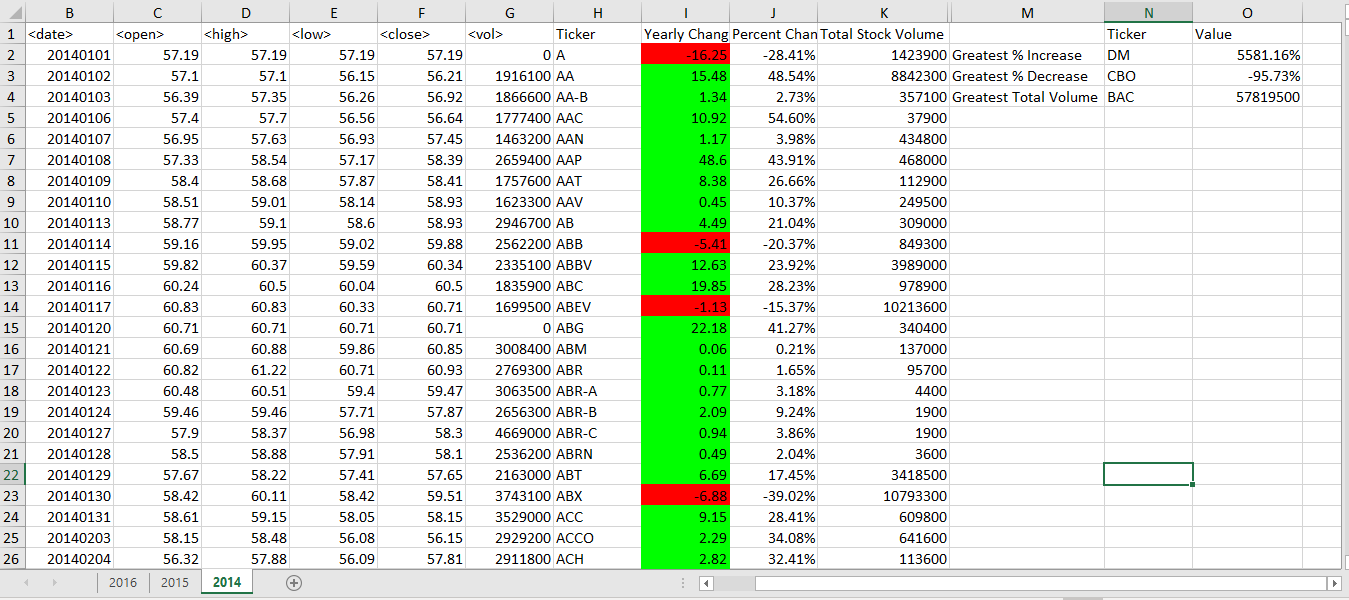 B C D E F G H I J K M N O
1 <date> <open> <high> <low> <close> <vol> Ticker Yearly Chang Percent Chan Total Stock Volume Ticker Value
2 20140101 57.19 57.19 57.19 57.19 0 A -16.25 -28.41% 1423900 Greatest % Increase DM 5581.16%
3 20140102 57.1 57.1 56.15 56.21 1916100 AA 15.48 48.54% 8842300 Greatest % Decrease CBO -95.73%
4 20140103 56.39 57.35 56.26 56.92 1866600 AA-B 1.34 2.73% 357100 Greatest Total Volume BAC 57819500
5 20140106 57.4 57.7 56.56 56.64 1777400 AAC 10.92 54.60% 37900
6 20140107 56.95 57.63 56.93 57.45 1463200 AAN 1.17 3.98% 434800
7 20140108 57.33 58.54 57.17 58.39 2659400 AAP 48.6 43.91% 468000
8 20140109 58.4 58.68 57.87 58.41 1757600 AAT 8.38 26.66% 112900
9 20140110 58.51 59.01 58.14 58.93 1623300 AAV 0.45 10.37% 249500
10 20140113 58.77 59.1 58.6 58.93 2946700 AB 4.49 21.04% 309000
11 20140114 59.16 59.95 59.02 59.88 2562200 ABB -5.41 -20.37% 849300
12 20140115 59.82 60.37 59.59 60.34 2335100 ABBV 12.63 23.92% 3989000
13 20140116 60.24 60.5 60.04 60.5 1835900 ABC 19.85 28.23% 978900
14 20140117 60.83 60.83 60.33 60.71 1699500 ABEV -1.13 -15.37% 10213600
15 20140120 60.71 60.71 60.71 60.71 0 ABG 22.18 41.27% 340400
16 20140121 60.69 60.88 59.86 60.85 3008400 ABM 0.06 0.21% 137000
17 20140122 60.82 61.22 60.71 60.93 2769300 ABR 0.11 1.65% 95700
18 20140123 60.48 60.51 59.4 59.47 3063500 ABR-A 0.77 3.18% 4400
19 20140124 59.46 59.46 57.71 57.87 2656300 ABR-B 2.09 9.24% 1900
20 20140127 57.9 58.37 56.98 58.3 4669000 ABR-C 0.94 3.86% 1900
21 20140128 58.5 58.88 57.91 58.1 2536200 ABRN 0.49 2.04% 3600
22 20140129 57.67 58.22 57.41 57.65 2163000 ABT 6.69 17.45% 3418500
23 20140130 58.42 60.11 58.42 59.51 3743100 ABX -6.88 -39.02% 10793300
24 20140131 58.61 59.15 58.05 58.15 3529000 ACC 9.15 28.41% 609800
25 20140203 58.15 58.48 56.08 56.15 2929200 ACCO 2.29 34.08% 641600
26 20140204 56.32 57.88 56.09 57.81 2911800 ACH 2.82 32.41% 113600
2016 2015 2014